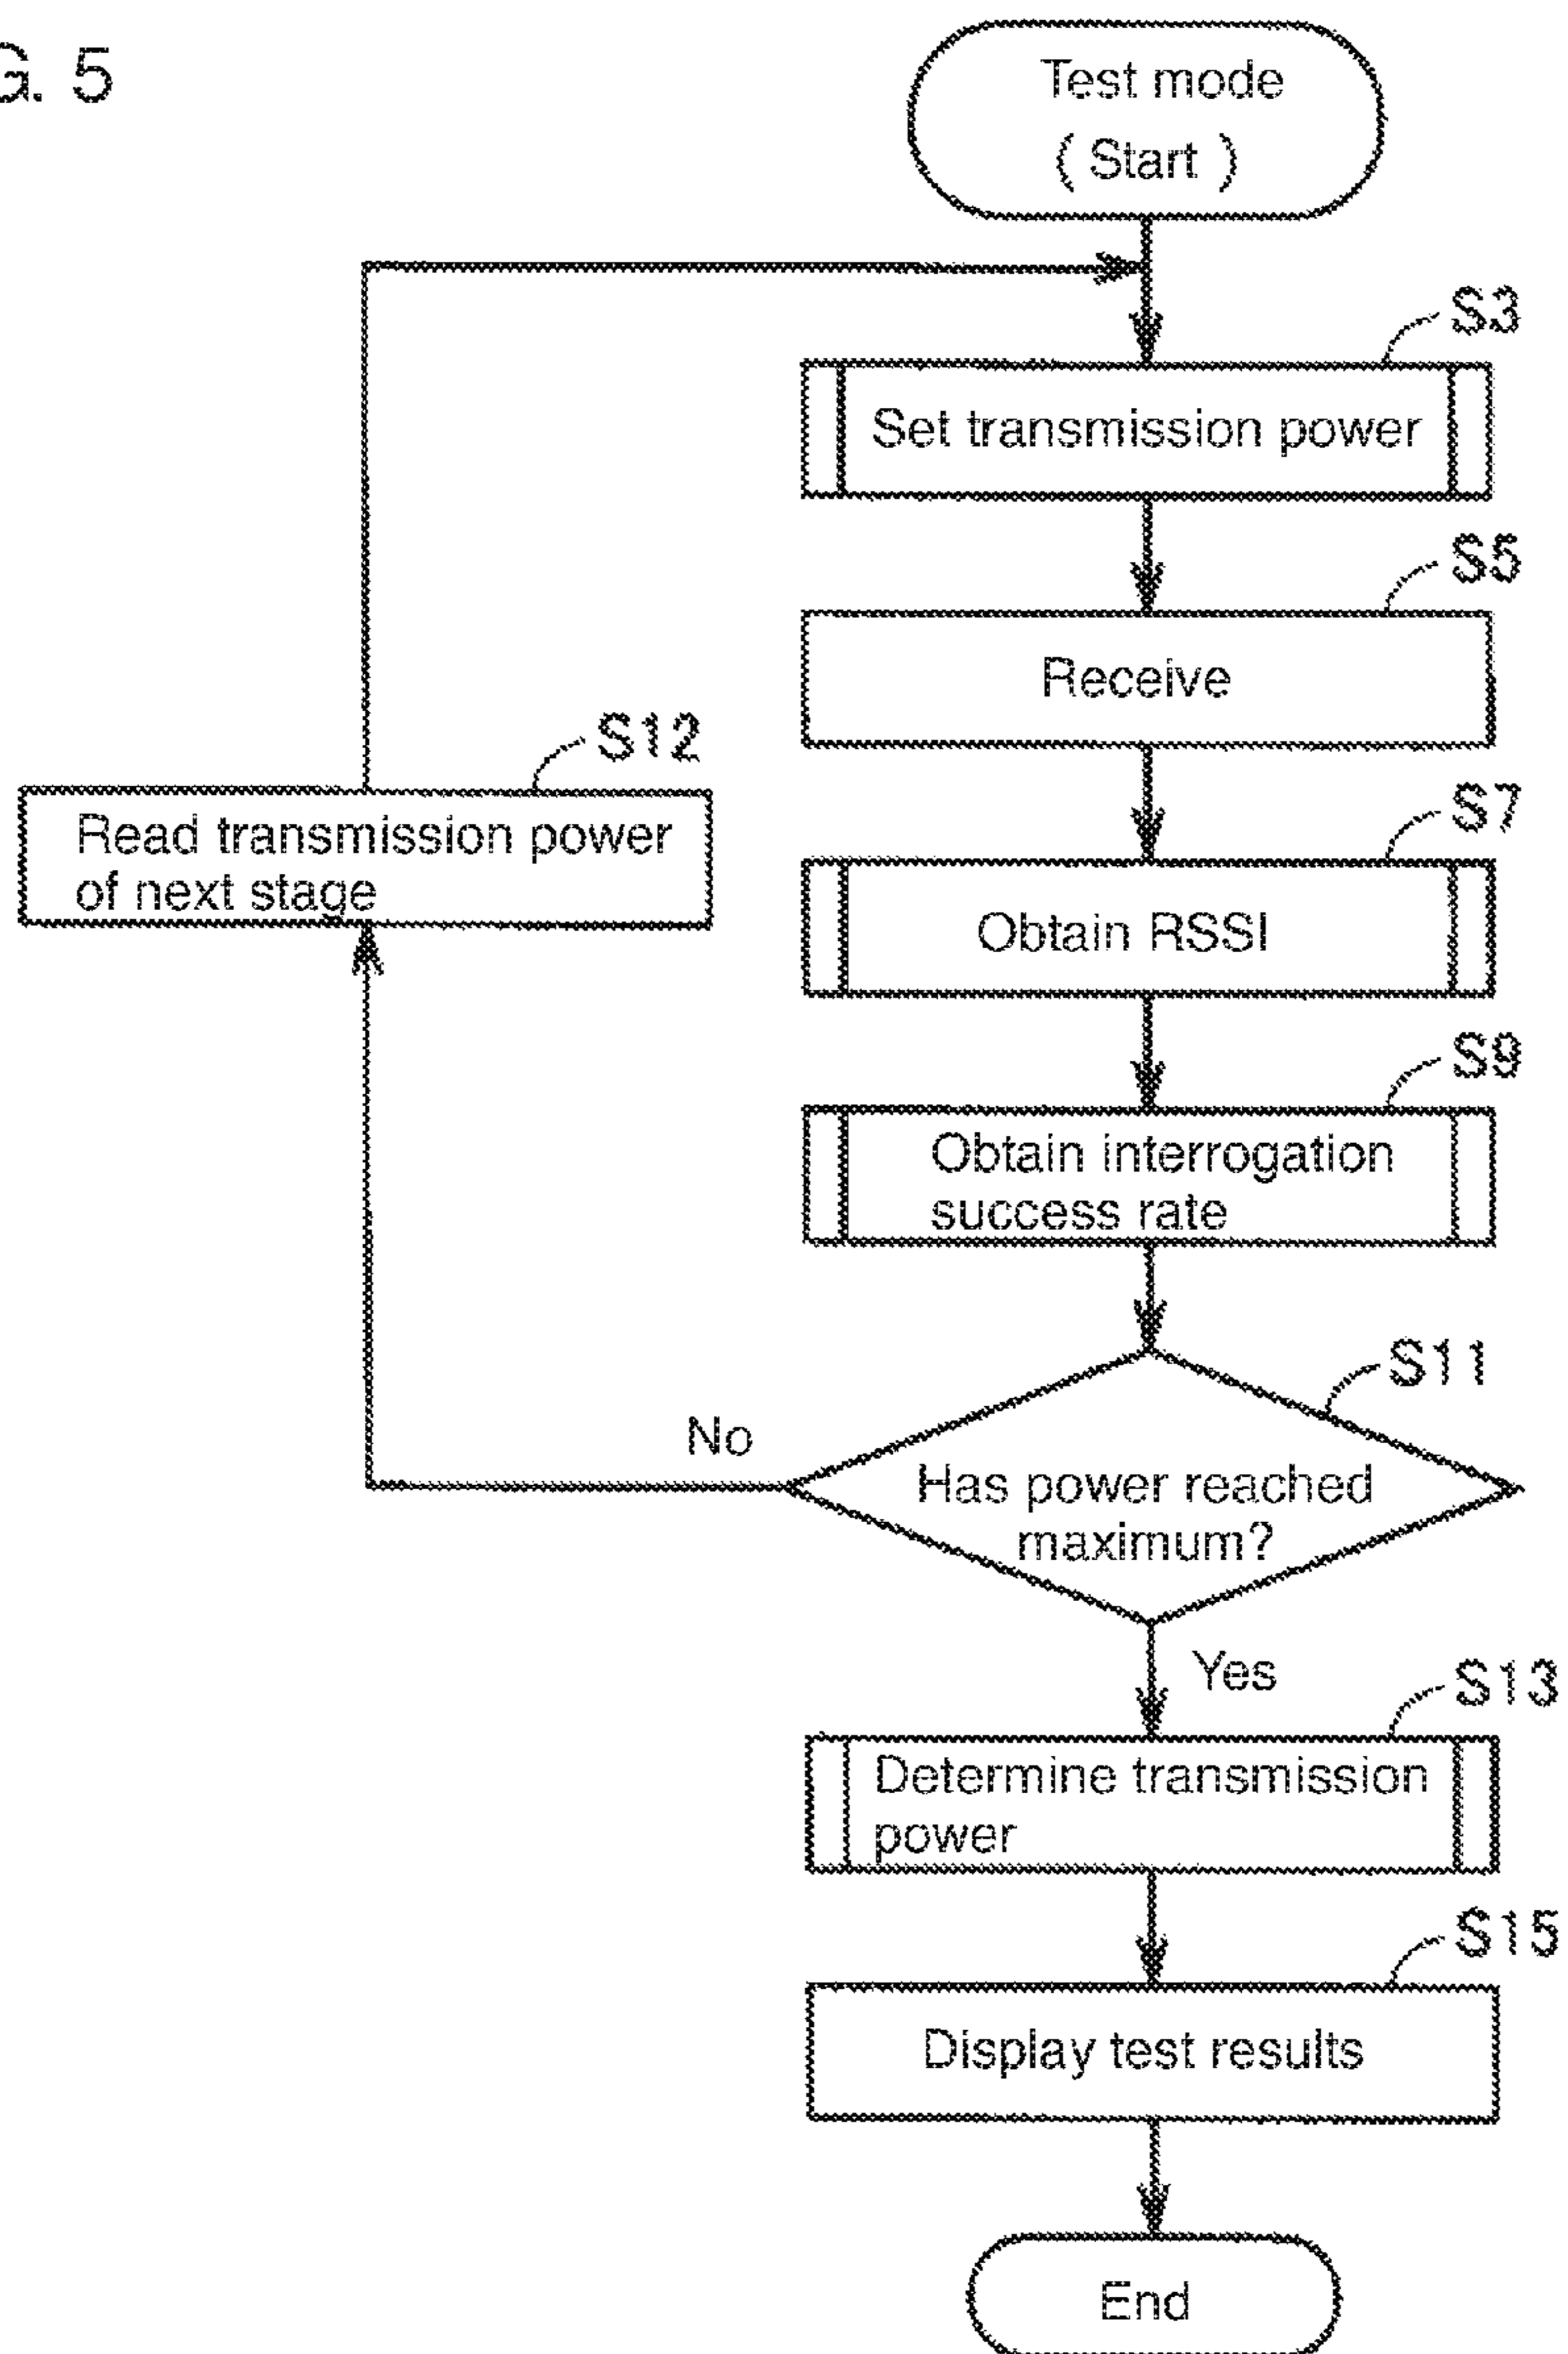 G. 5
Test mode
( Start )
S3
Set transmission power
S5
Receive
S12
Read transmission power
of next stage
S7
Obtain RSSI
S9
Obtain interrogation
success rate
S11
No
Has power reached
maximum?
Yes
S13
Determine transmission
power
S15
Display test results
End